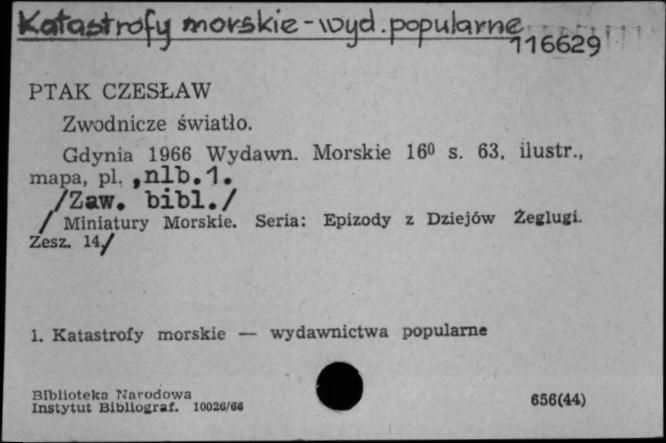 Katastrofy morskie - wyd. popularne
116629
PTAK CZESŁAW
Zwodnicze światło.
Gdynia 1966 Wydawn. Morskie 16⁰ s. 63, ilustr.,
mapa, pl. ,nlb.1.
/Zaw. bibl./
/ Miniatury Morskie. Seria: Epizody z Dziejów Żeglugi.
Zesz. 14/
1. Katastrofy morskie — wydawnictwa popularne
Biblioteka Narodowa
Instytut Bibliograf. 10026/66
656(44)